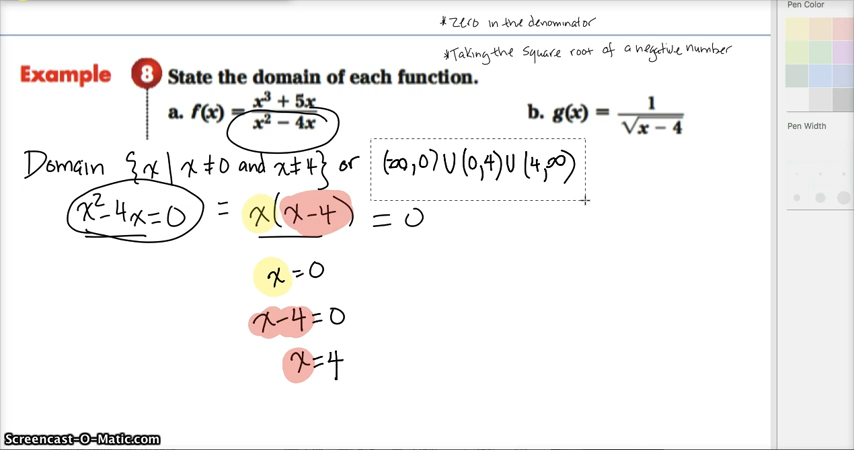 *Zero in the denominator
*Taking the square root of a negative number
Pen Color
Example 8 State the domain of each function.
a. f(x) = x³ + 5x / x² − 4x
b. g(x) = 1 / √x − 4
Pen Width
Domain {x | x ≠ 0 and x ≠ 4} or (-∞, 0) ∪ (0, 4) ∪ (4, ∞)
x² − 4x = 0 = x(x − 4) = 0
x = 0
x − 4 = 0
x = 4
Screencast-O-Matic.com